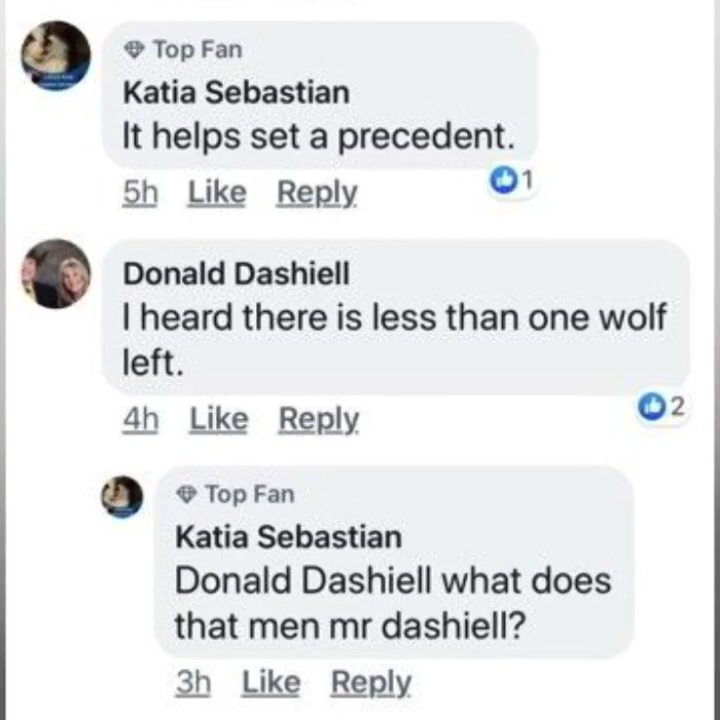 Top Fan
Katia Sebastian
It helps set a precedent.
5h Like Reply 1
Donald Dashiell
I heard there is less than one wolf
left.
4h Like Reply 2
Top Fan
Katia Sebastian
Donald Dashiell what does
that men mr dashiell?
3h Like Reply